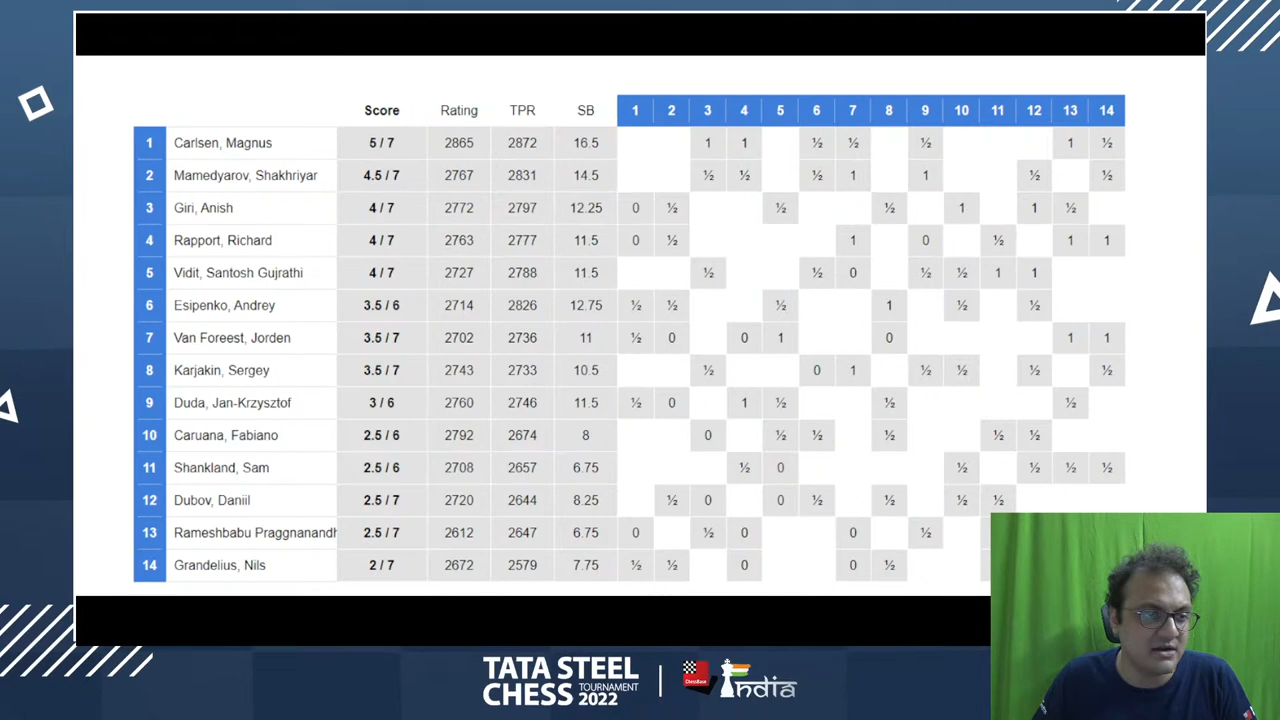 Score Rating TPR SB 1 2 3 4 5 6 7 8 9 10 11 12 13 14
1 Carlsen, Magnus 5 / 7 2865 2872 16.5 1 1 ½ ½ ½ 1 ½
2 Mamedyarov, Shakhriyar 4.5 / 7 2767 2831 14.5 ½ ½ ½ 1 1 ½ ½
3 Giri, Anish 4 / 7 2772 2797 12.25 0 ½ ½ ½ 1 1 ½
4 Rapport, Richard 4 / 7 2763 2777 11.5 0 ½ 1 0 ½ 1 1
5 Vidit, Santosh Gujrathi 4 / 7 2727 2788 11.5 ½ ½ 0 ½ ½ 1 1
6 Esipenko, Andrey 3.5 / 6 2714 2826 12.75 ½ ½ ½ 1 ½ ½
7 Van Foreest, Jorden 3.5 / 7 2702 2736 11 ½ 0 0 1 0 1 1
8 Karjakin, Sergey 3.5 / 7 2743 2733 10.5 ½ 0 1 ½ ½ ½ ½
9 Duda, Jan-Krzysztof 3 / 6 2760 2746 11.5 ½ 0 1 ½ ½ ½
10 Caruana, Fabiano 2.5 / 6 2792 2674 8 0 ½ ½ ½ ½ ½
11 Shankland, Sam 2.5 / 6 2708 2657 6.75 ½ 0 ½ ½ ½ ½
12 Dubov, Daniil 2.5 / 7 2720 2644 8.25 ½ 0 0 ½ ½ ½ ½
13 Rameshbabu Praggnanandh 2.5 / 7 2612 2647 6.75 0 ½ 0 0 ½
14 Grandelius, Nils 2 / 7 2672 2579 7.75 ½ ½ 0 0 ½
TATA STEEL
CHESS TOURNAMENT 2022
ChessBase India